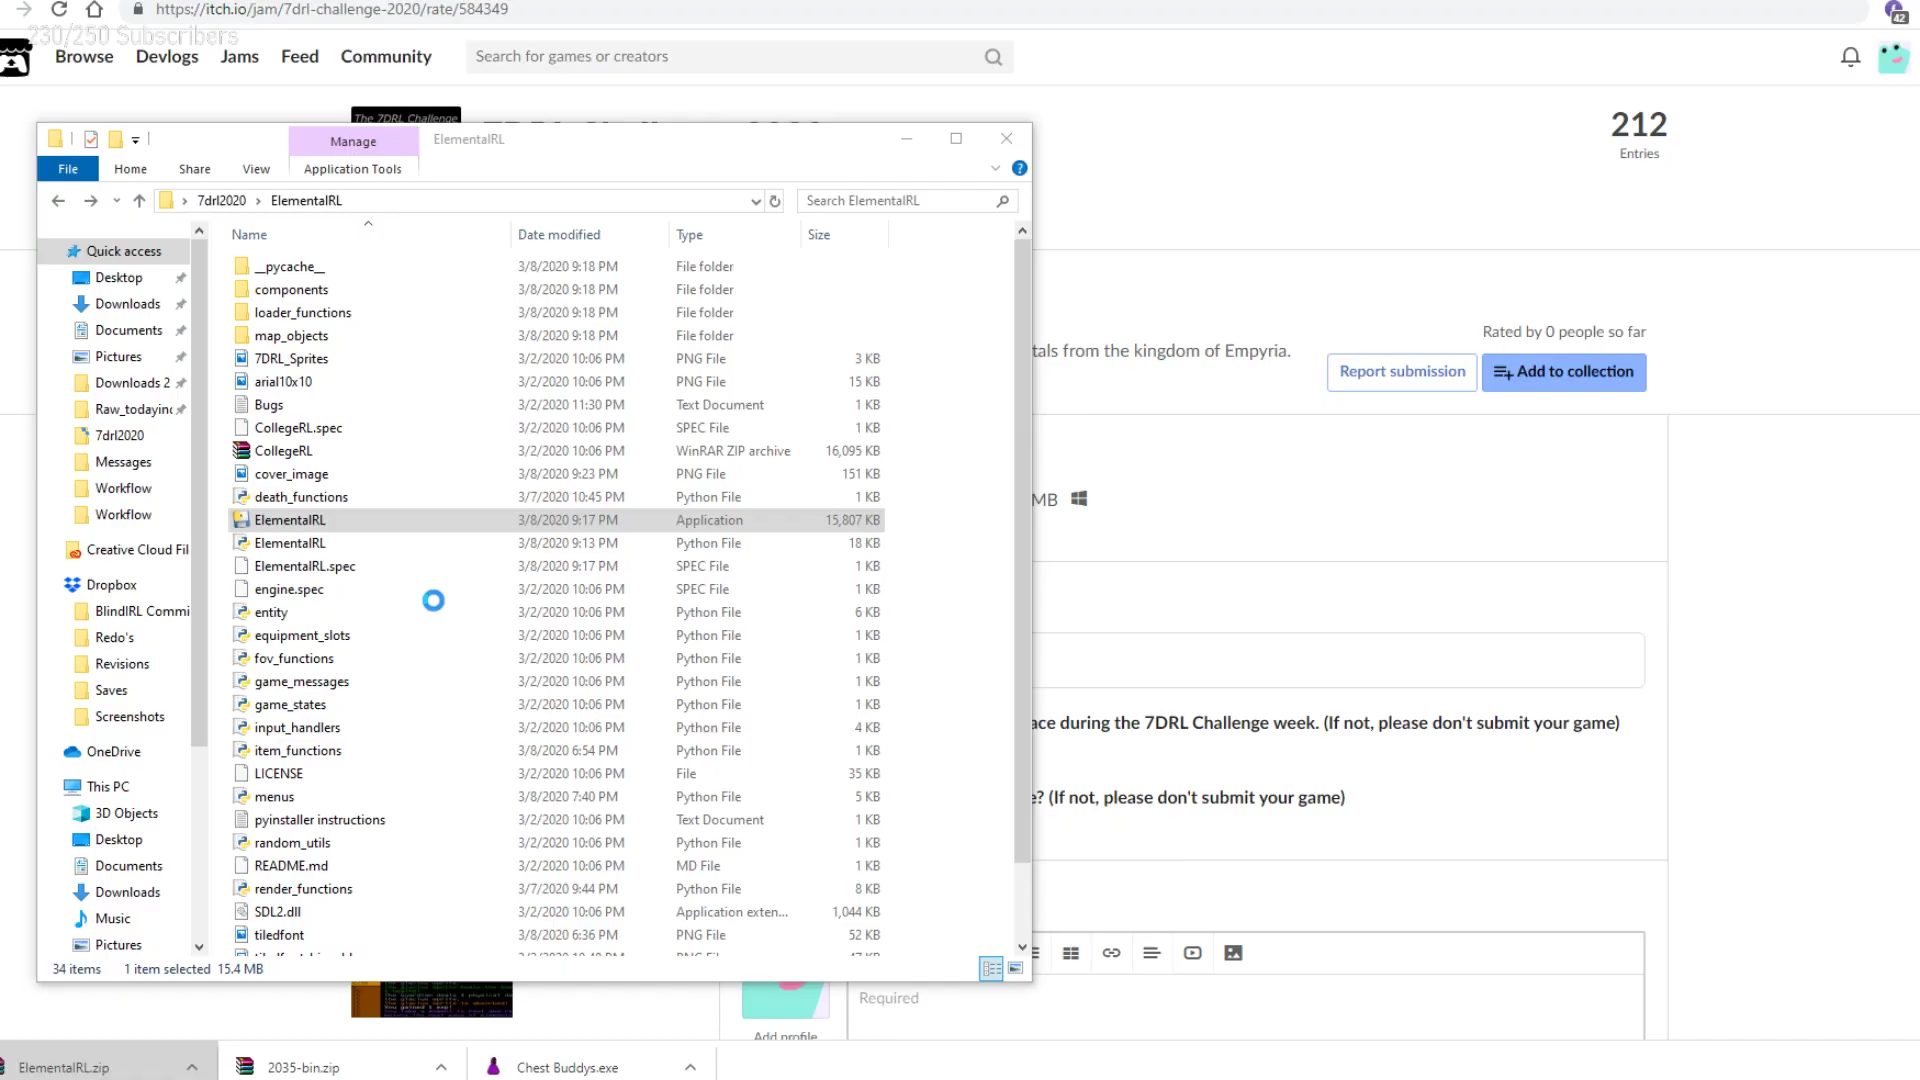 https://itch.io/jam/7drl-challenge-2020/rate/584349
42
230/250 Subscribers
Browse
Devlogs
Jams
Feed
Community
Search for games or creators
The 7DRL Challenge
212
Entries
Manage
ElementalRL
File
Home
Share
View
Application Tools
7drl2020 > ElementalRL
Search ElementalRL
Name Date modified Type Size
Quick access
Desktop
Downloads
Documents
Pictures
Downloads 2
Raw_todayin
7drl2020
Messages
Workflow
Workflow
Creative Cloud Fil
Dropbox
BlindIRL Commi
Redo's
Revisions
Saves
Screenshots
OneDrive
This PC
3D Objects
Desktop
Documents
Downloads
Music
Pictures
__pycache__ 3/8/2020 9:18 PM File folder
components 3/8/2020 9:18 PM File folder
loader_functions 3/8/2020 9:18 PM File folder
map_objects 3/8/2020 9:18 PM File folder
7DRL_Sprites 3/2/2020 10:06 PM PNG File 3 KB
arial10x10 3/2/2020 10:06 PM PNG File 15 KB
Bugs 3/2/2020 11:30 PM Text Document 1 KB
CollegeRL.spec 3/2/2020 10:06 PM SPEC File 1 KB
CollegeRL 3/2/2020 10:06 PM WinRAR ZIP archive 16,095 KB
cover_image 3/8/2020 9:23 PM PNG File 151 KB
death_functions 3/7/2020 10:45 PM Python File 1 KB
ElementalRL 3/8/2020 9:17 PM Application 15,807 KB
ElementalRL 3/8/2020 9:13 PM Python File 18 KB
ElementalRL.spec 3/8/2020 9:17 PM SPEC File 1 KB
engine.spec 3/2/2020 10:06 PM SPEC File 1 KB
entity 3/2/2020 10:06 PM Python File 6 KB
equipment_slots 3/2/2020 10:06 PM Python File 1 KB
fov_functions 3/2/2020 10:06 PM Python File 1 KB
game_messages 3/2/2020 10:06 PM Python File 1 KB
game_states 3/2/2020 10:06 PM Python File 1 KB
input_handlers 3/2/2020 10:06 PM Python File 4 KB
item_functions 3/8/2020 6:54 PM Python File 1 KB
LICENSE 3/2/2020 10:06 PM File 35 KB
menus 3/8/2020 7:40 PM Python File 5 KB
pyinstaller instructions 3/2/2020 10:06 PM Text Document 1 KB
random_utils 3/2/2020 10:06 PM Python File 1 KB
README.md 3/2/2020 10:06 PM MD File 1 KB
render_functions 3/7/2020 9:44 PM Python File 8 KB
SDL2.dll 3/2/2020 10:06 PM Application exten... 1,044 KB
tiledfont 3/8/2020 6:36 PM PNG File 52 KB
34 items 1 item selected 15.4 MB
Rated by 0 people so far
tals from the kingdom of Empyria.
Report submission
Add to collection
MB
ace during the 7DRL Challenge week. (If not, please don't submit your game)
e? (If not, please don't submit your game)
Required
Add profile
ElementalRL.zip
2035-bin.zip
Chest Buddys.exe